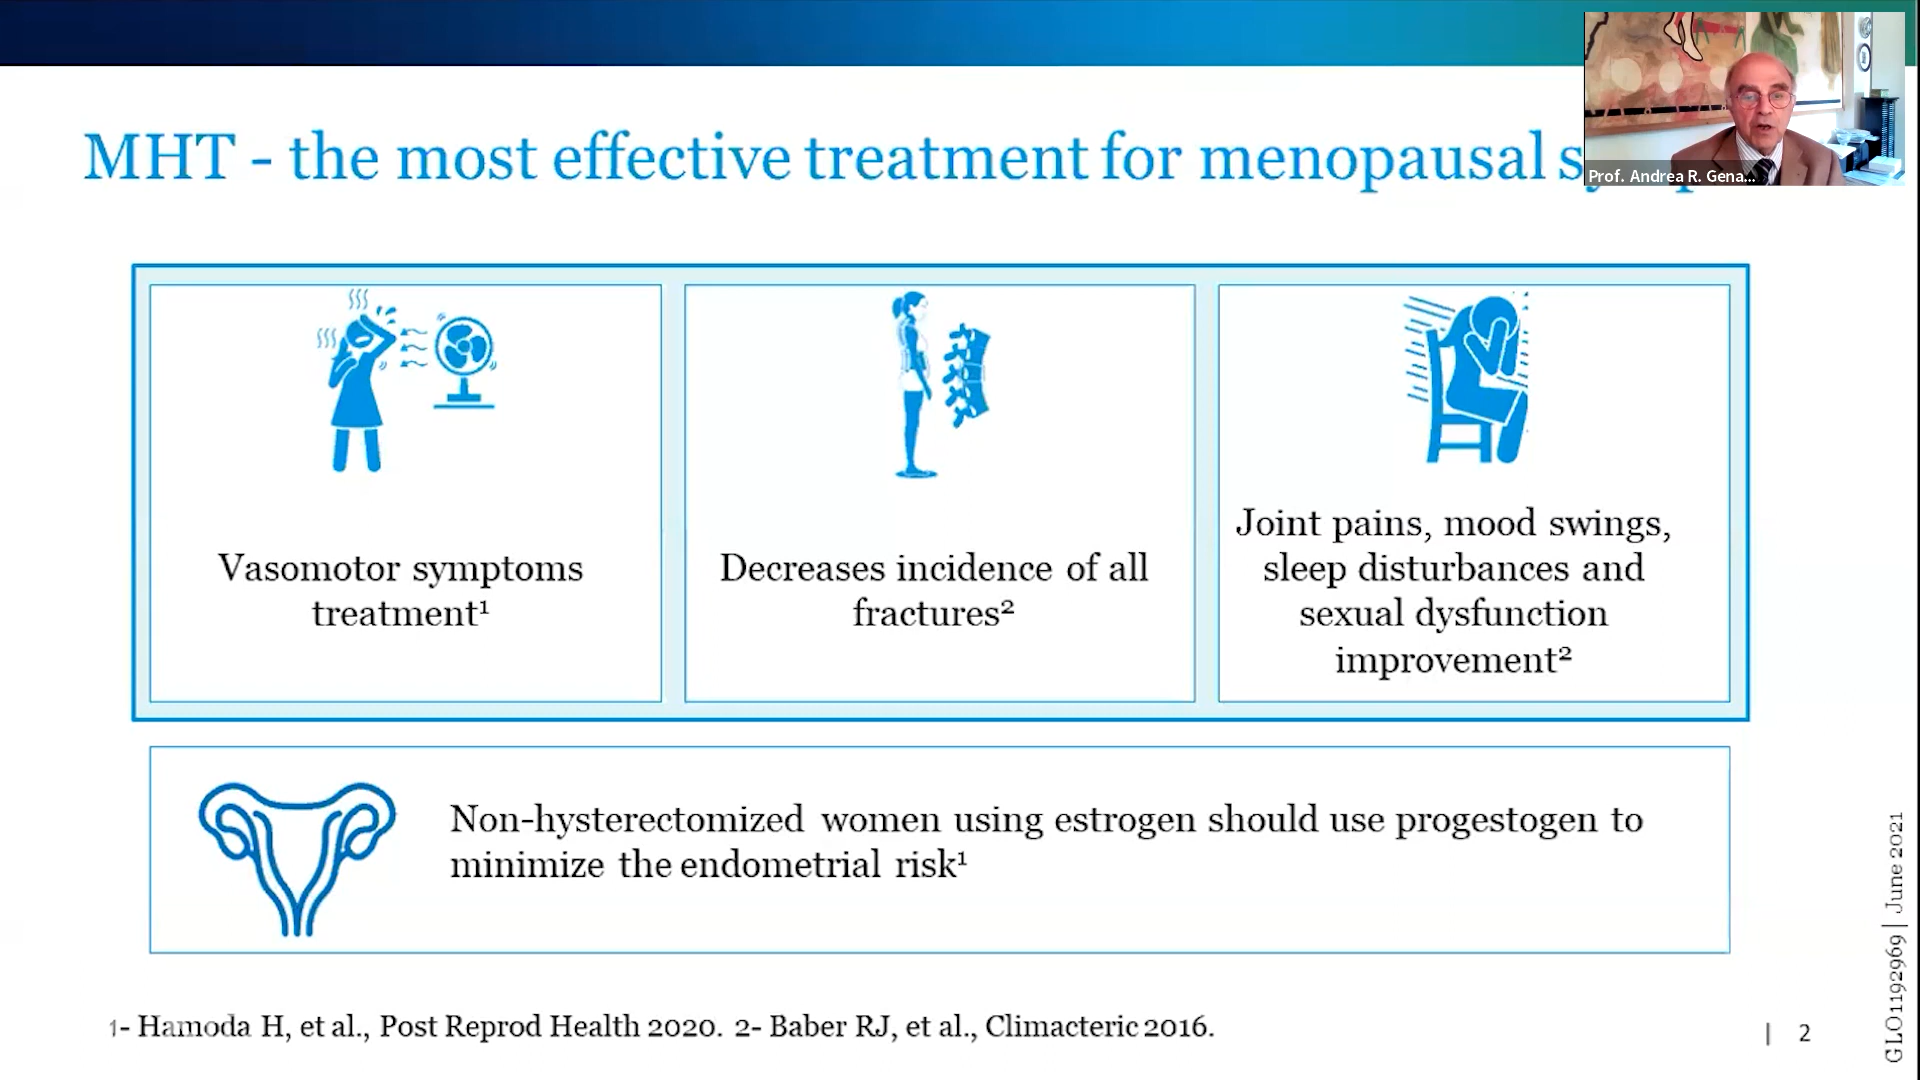 MHT - the most effective treatment for menopausal
Prof. Andrea R. Gena...
Vasomotor symptoms
treatment¹
Decreases incidence of all
fractures²
Joint pains, mood swings,
sleep disturbances and
sexual dysfunction
improvement²
Non-hysterectomized women using estrogen should use progestogen to
minimize the endometrial risk¹
1- Hamoda H, et al., Post Reprod Health 2020. 2- Baber RJ, et al., Climacteric 2016.
| 2
GLO1192969 | June 2021